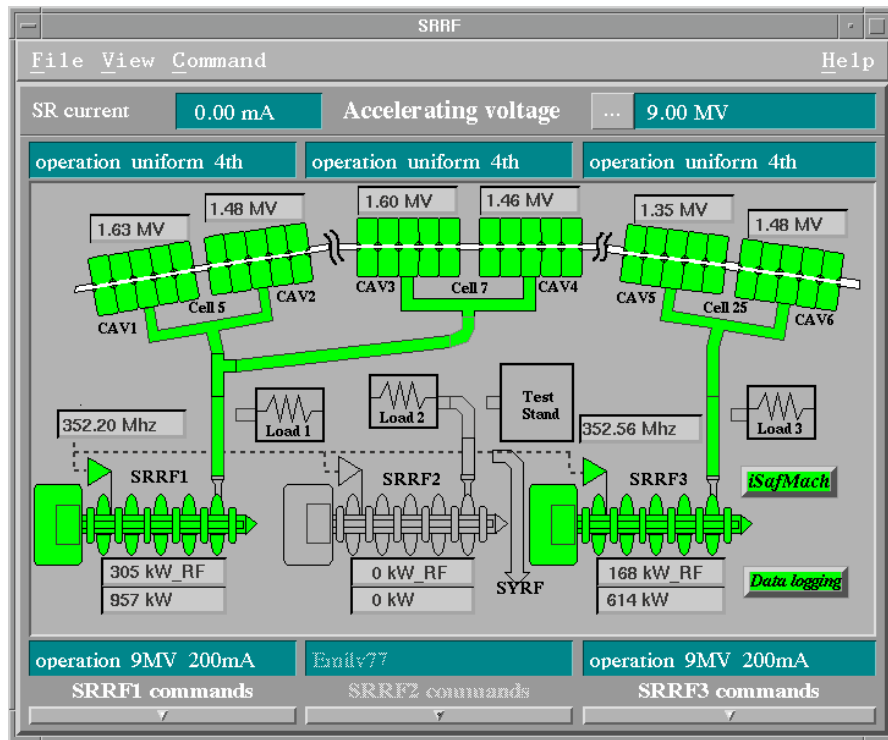 SRRF
File View Command Help
SR current 0.00 mA Accelerating voltage ... 9.00 MV
operation uniform 4th operation uniform 4th operation uniform 4th
1.63 MV 1.48 MV 1.60 MV 1.46 MV 1.35 MV 1.48 MV
CAV1 Cell 5 CAV2 CAV3 Cell 7 CAV4 CAV5 Cell 25 CAV6
Load 1 Load 2 Test Stand Load 3
352.20 Mhz 352.56 Mhz
SRRF1 SRRF2 SRRF3 iSafMach
305 kW_RF 0 kW_RF 168 kW_RF
957 kW 0 kW SYRF 614 kW Data logging
operation 9MV 200mA Emilv77 operation 9MV 200mA
SRRF1 commands SRRF2 commands SRRF3 commands